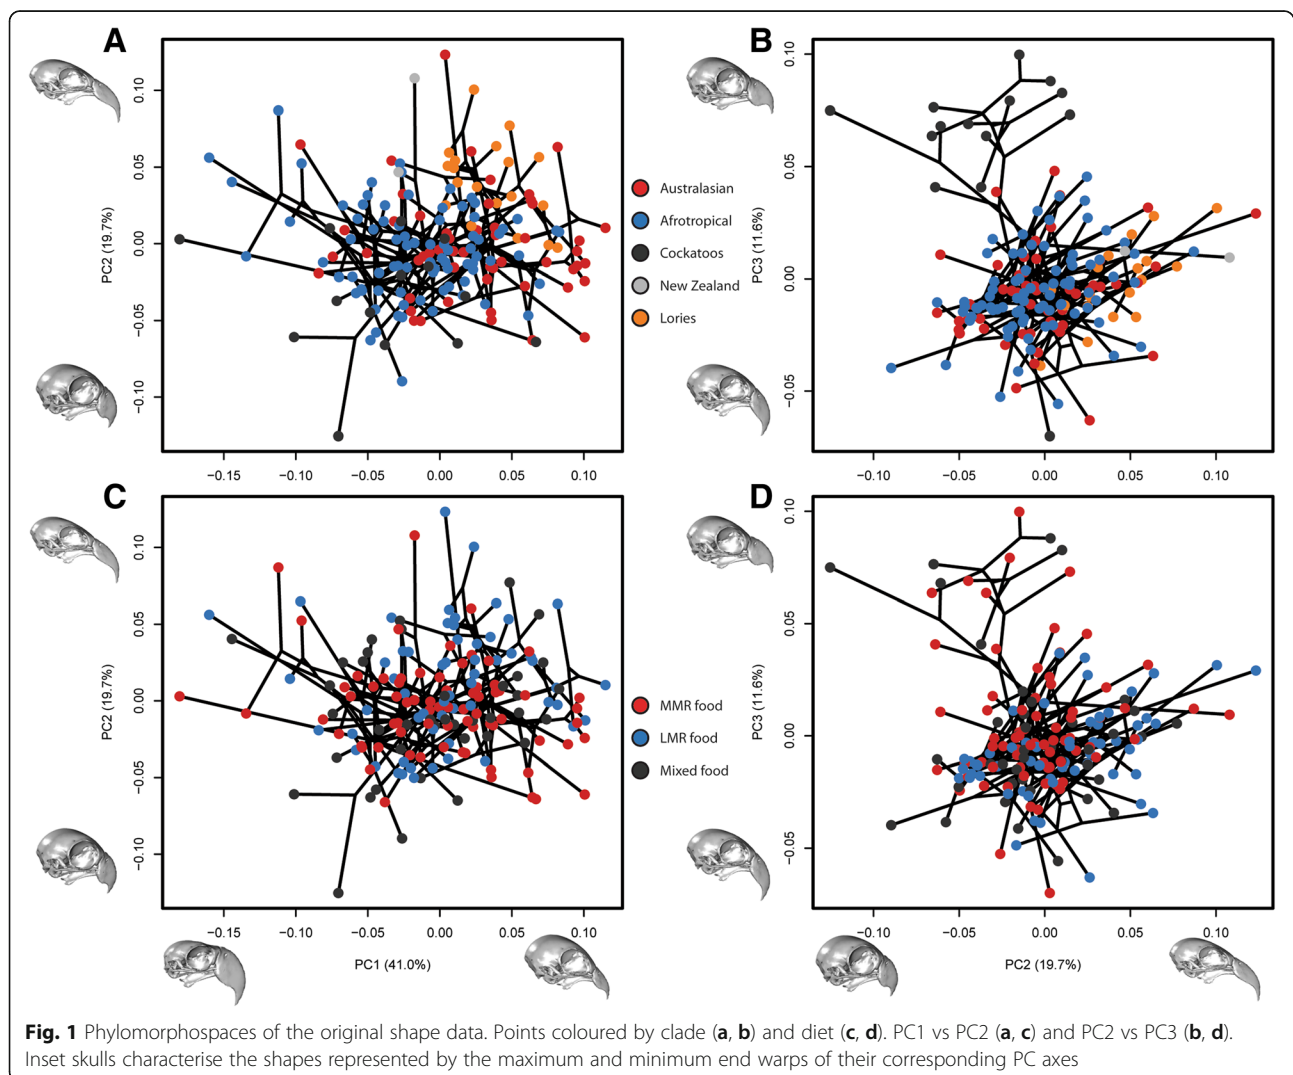 A
B
PC2 (19.7%)
0.10
0.05
0.00
−0.05
−0.10
−0.15
−0.10
−0.05
0.00
0.05
0.10
Australasian
Afrotropical
Cockatoos
New Zealand
Lories
PC3 (11.6%)
0.10
0.05
0.00
−0.05
−0.10
−0.05
0.00
0.05
0.10
C
D
PC2 (19.7%)
0.10
0.05
0.00
−0.05
−0.10
−0.15
−0.10
−0.05
0.00
0.05
0.10
PC1 (41.0%)
MMR food
LMR food
Mixed food
PC3 (11.6%)
0.10
0.05
0.00
−0.05
−0.10
−0.05
0.00
0.05
0.10
PC2 (19.7%)
Fig. 1 Phylomorphospaces of the original shape data. Points coloured by clade (a, b) and diet (c, d). PC1 vs PC2 (a, c) and PC2 vs PC3 (b, d).
Inset skulls characterise the shapes represented by the maximum and minimum end warps of their corresponding PC axes